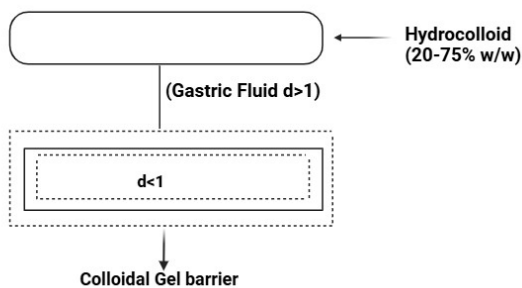 Hydrocolloid
(20-75% w/w)
(Gastric Fluid d>1)
d<1
Colloidal Gel barrier